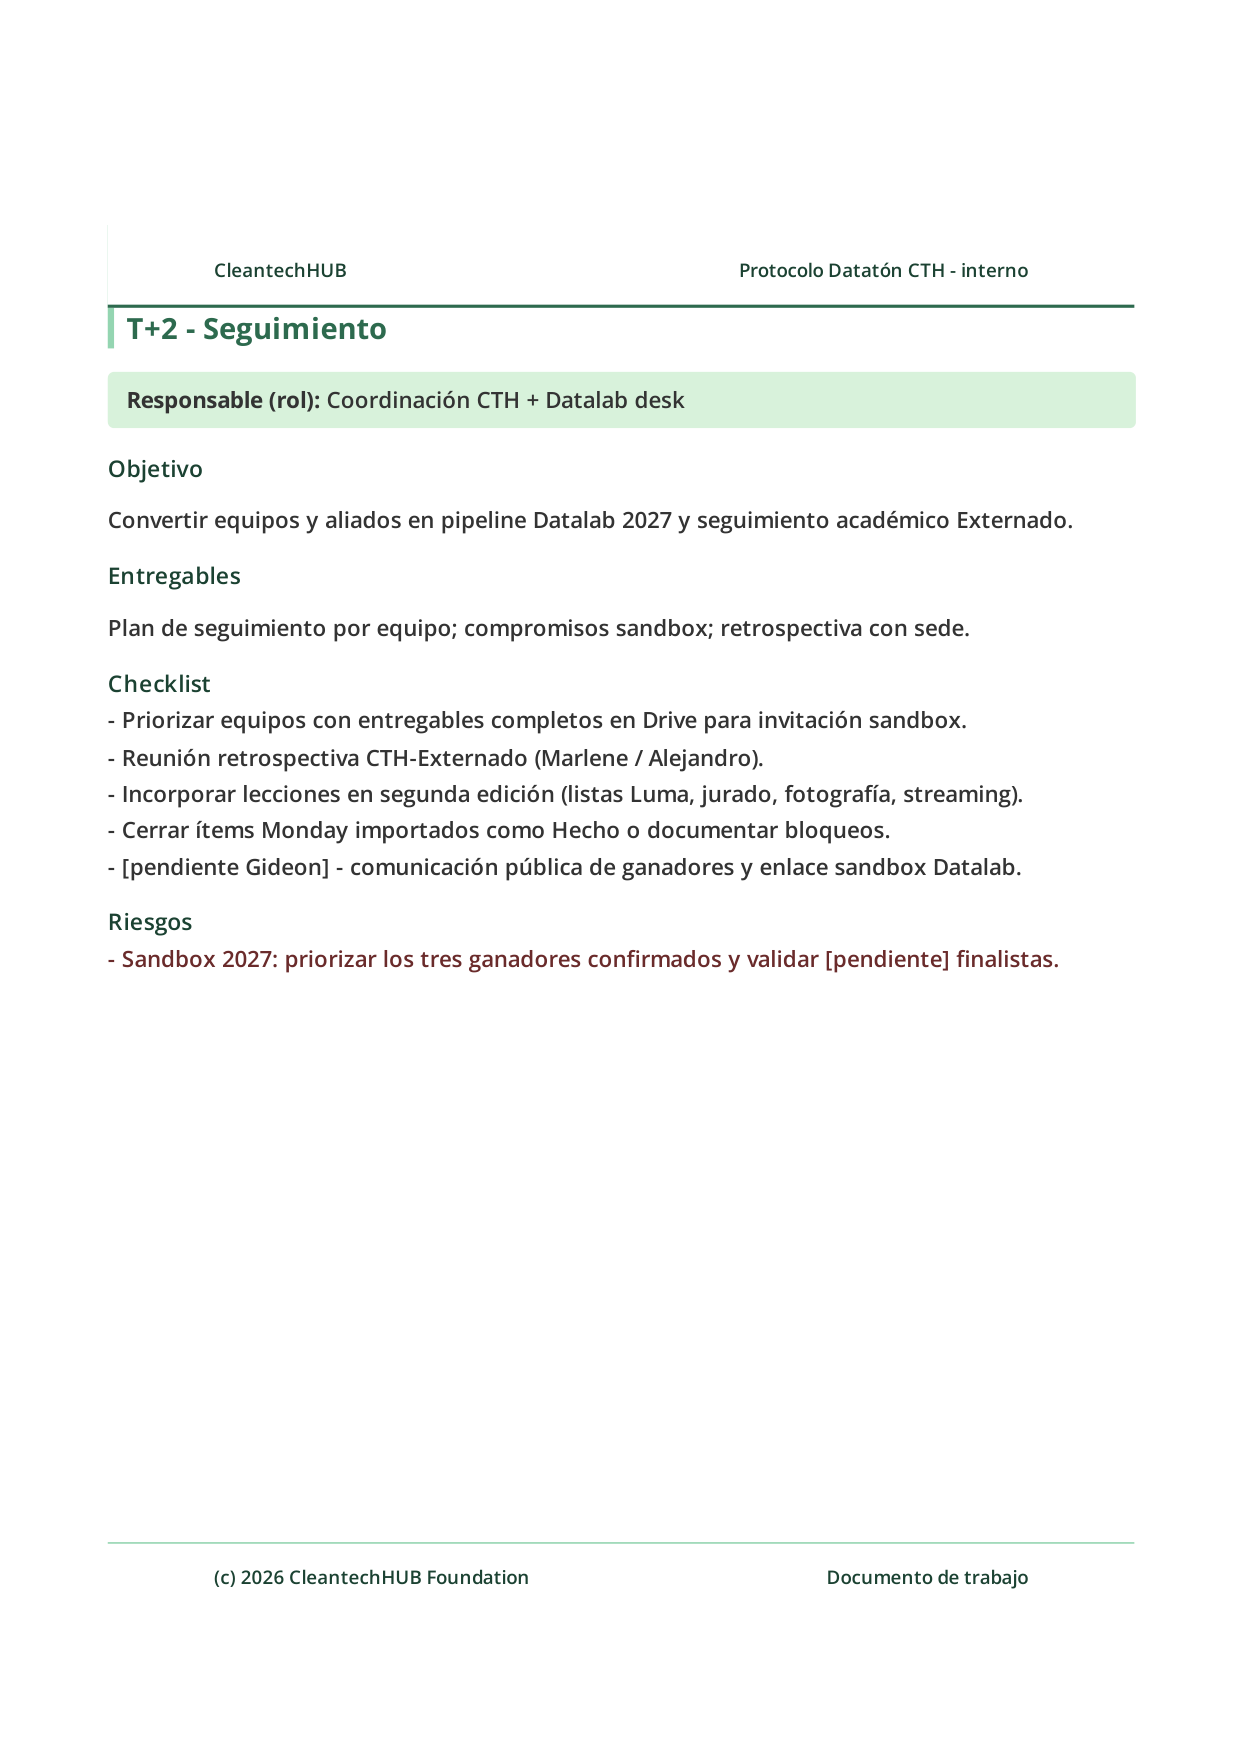 CleantechHUB
Protocolo Datatón CTH - interno
T+2 - Seguimiento
Responsable (rol): Coordinación CTH + Datalab desk
Objetivo
Convertir equipos y aliados en pipeline Datalab 2027 y seguimiento académico Externado.
Entregables
Plan de seguimiento por equipo; compromisos sandbox; retrospectiva con sede.
Checklist
- Priorizar equipos con entregables completos en Drive para invitación sandbox.
- Reunión retrospectiva CTH-Externado (Marlene / Alejandro).
- Incorporar lecciones en segunda edición (listas Luma, jurado, fotografía, streaming).
- Cerrar ítems Monday importados como Hecho o documentar bloqueos.
- [pendiente Gideon] - comunicación pública de ganadores y enlace sandbox Datalab.
Riesgos
- Sandbox 2027: priorizar los tres ganadores confirmados y validar [pendiente] finalistas.
(c) 2026 CleantechHUB Foundation
Documento de trabajo